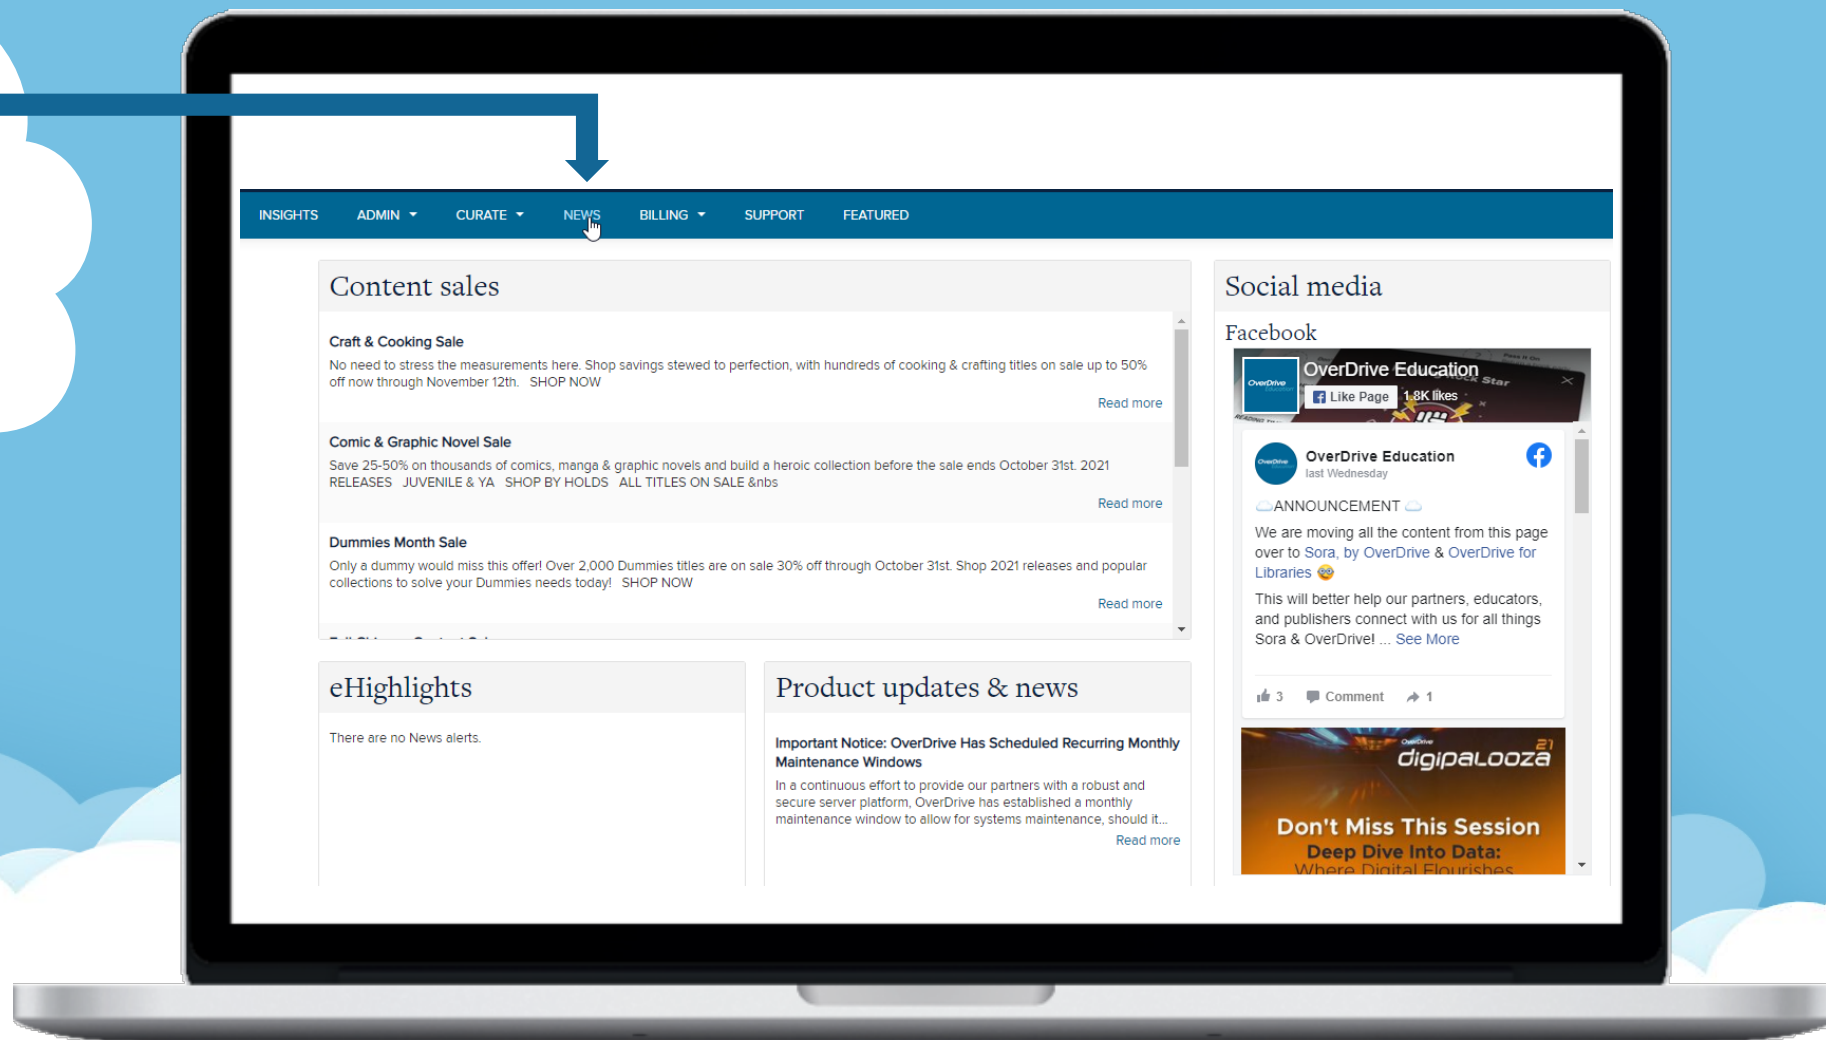 INSIGHTS ADMIN CURATE NEWS BILLING SUPPORT FEATURED
Content sales
Craft & Cooking Sale
No need to stress the measurements here. Shop savings stewed to perfection, with hundreds of cooking & crafting titles on sale up to 50%
off now through November 12th. SHOP NOW
Read more
Comic & Graphic Novel Sale
Save 25-50% on thousands of comics, manga & graphic novels and build a heroic collection before the sale ends October 31st. 2021
RELEASES JUVENILE & YA SHOP BY HOLDS ALL TITLES ON SALE &nbs
Read more
Dummies Month Sale
Only a dummy would miss this offer! Over 2,000 Dummies titles are on sale 30% off through October 31st. Shop 2021 releases and popular
collections to solve your Dummies needs today! SHOP NOW
Read more
eHighlights
There are no News alerts.
Product updates & news
Important Notice: OverDrive Has Scheduled Recurring Monthly
Maintenance Windows
In a continuous effort to provide our partners with a robust and
secure server platform, OverDrive has established a monthly
maintenance window to allow for systems maintenance, should it...
Read more
Social media
Facebook
OverDrive Education
Like Page 1.8K likes
OverDrive
OverDrive Education
last Wednesday
ANNOUNCEMENT
We are moving all the content from this page
over to Sora, by OverDrive & OverDrive for
Libraries
This will better help our partners, educators,
and publishers connect with us for all things
Sora & OverDrive! ... See More
3 Comment 1
OverDrive
digipalooza 21
Don't Miss This Session
Deep Dive Into Data:
Where Digital Flourishes